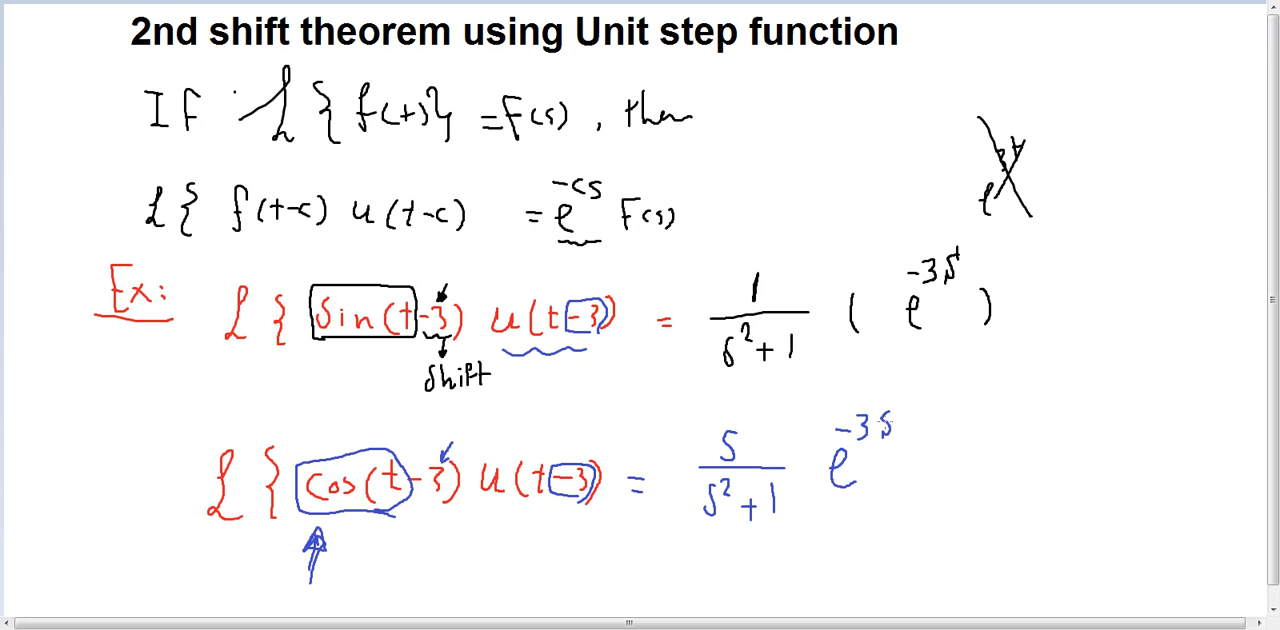 2nd shift theorem using Unit step function
If ℒ{f(t)} = F(s), then
ℒ{ f(t-c) u(t-c) = e^-cs F(s)
Ex: ℒ{ sin(t-3) u(t-3) = 1/(s²+1) ( e^-3s )
shift
ℒ{ cos(t-3) u(t-3) = s/(s²+1) e^-3s